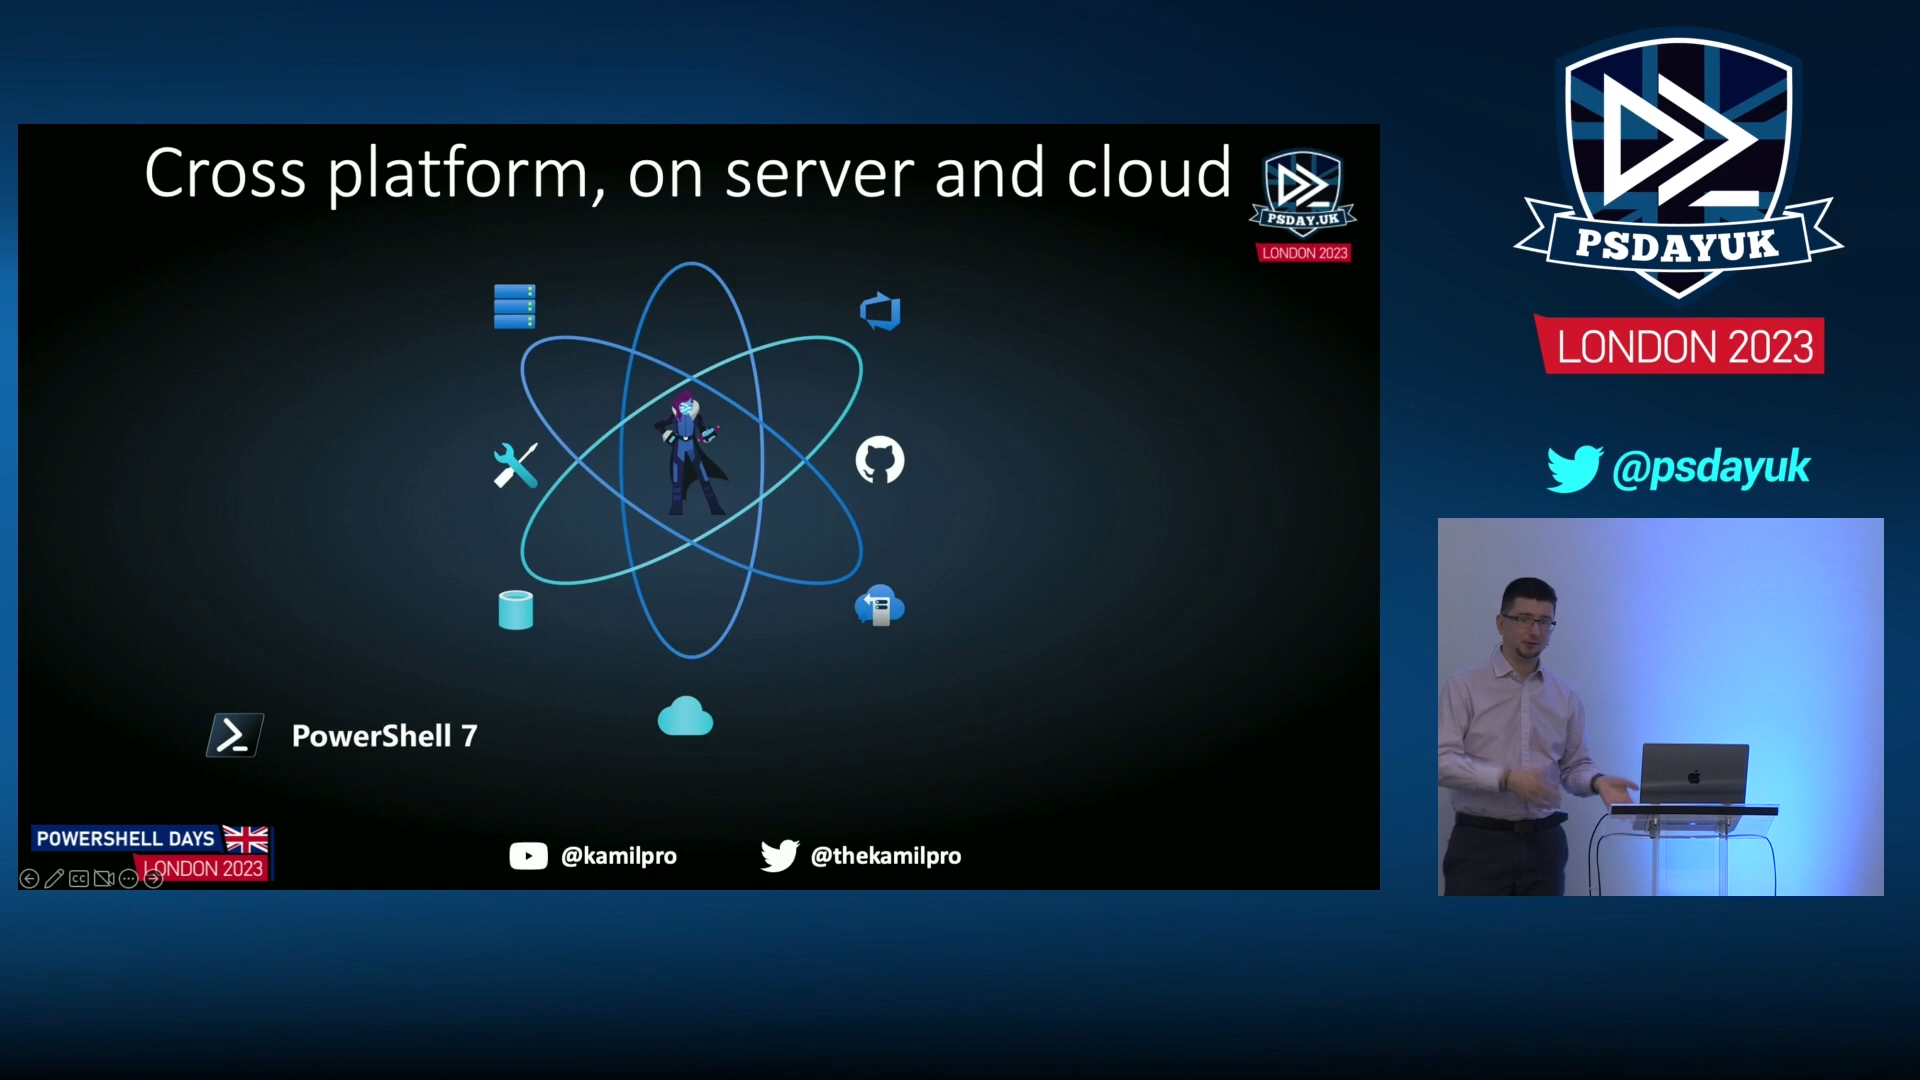 Cross platform, on server and cloud
PSDAY.UK
LONDON 2023
PowerShell 7
POWERSHELL DAYS
LONDON 2023
CC
@kamilpro
@thekamilpro
PSDAYUK
LONDON 2023
@psdayuk